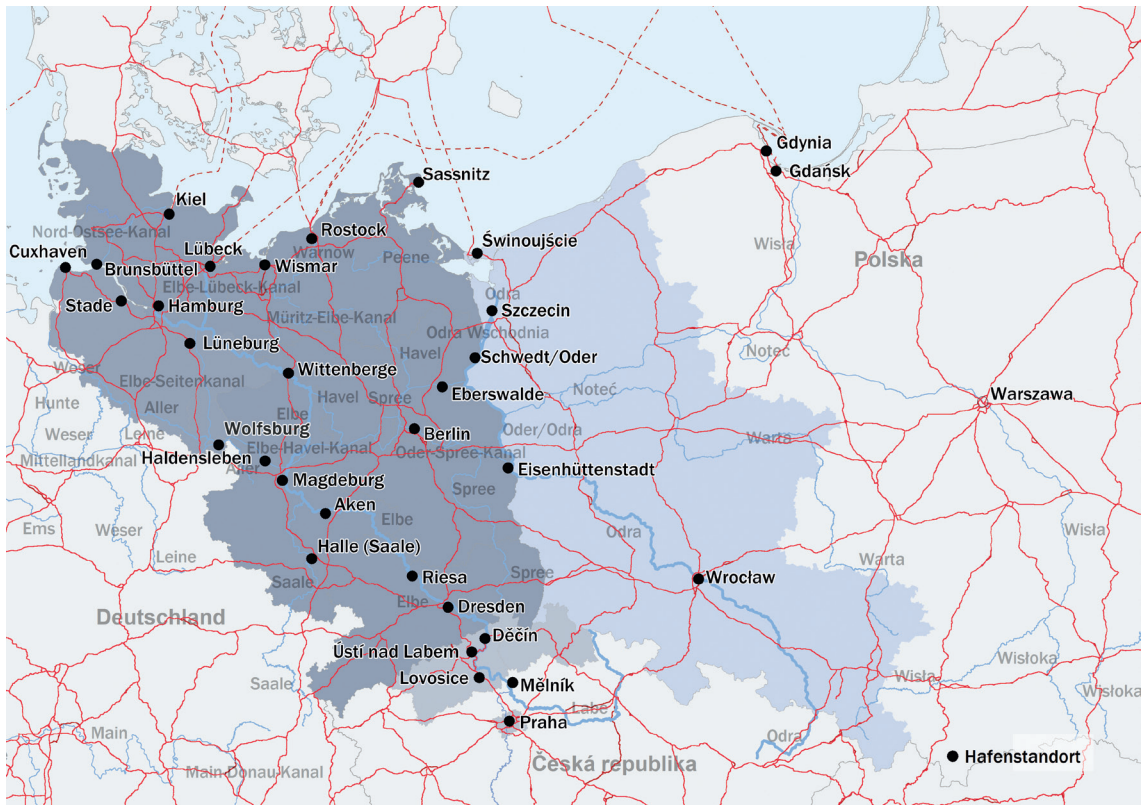 Gdynia
Gdańsk
Sassnitz
Kiel
Nord-Ostsee-Kanal
Rostock
Warnow
Świnoujście
Lübeck
Cuxhaven
Brunsbüttel
Wismar
Peene
Wisła
Polska
Elbe-Lübeck-Kanal
Stade
Hamburg
Odra
Szczecin
Müritz-Elbe-Kanal
Odra Wschodnia
Lüneburg
Havel
Schwedt/Oder
Noteć
Weser
Wittenberge
Elbe-Seitenkanal
Eberswalde
Noteć
Warszawa
Hunte
Havel
Spree
Aller
Elbe
Weser
Leine
Wolfsburg
Berlin
Oder/Odra
Warta
Elbe-Havel-Kanal
Oder-Spree-Kanal
Mittellandkanal
Haldensleben
Aller
Eisenhüttenstadt
Magdeburg
Spree
Aken
Elbe
Ems
Weser
Odra
Wisła
Leine
Halle (Saale)
Warta
Saale
Riesa
Spree
Wrocław
Elbe
Dresden
Deutschland
Děčín
Ústí nad Labem
Wisłoka
Saale
Lovosice
Mělník
Wisła
Wisłoka
Labe
Praha
Main
Odra
Main-Donau-Kanal
Česká republika
Hafenstandort